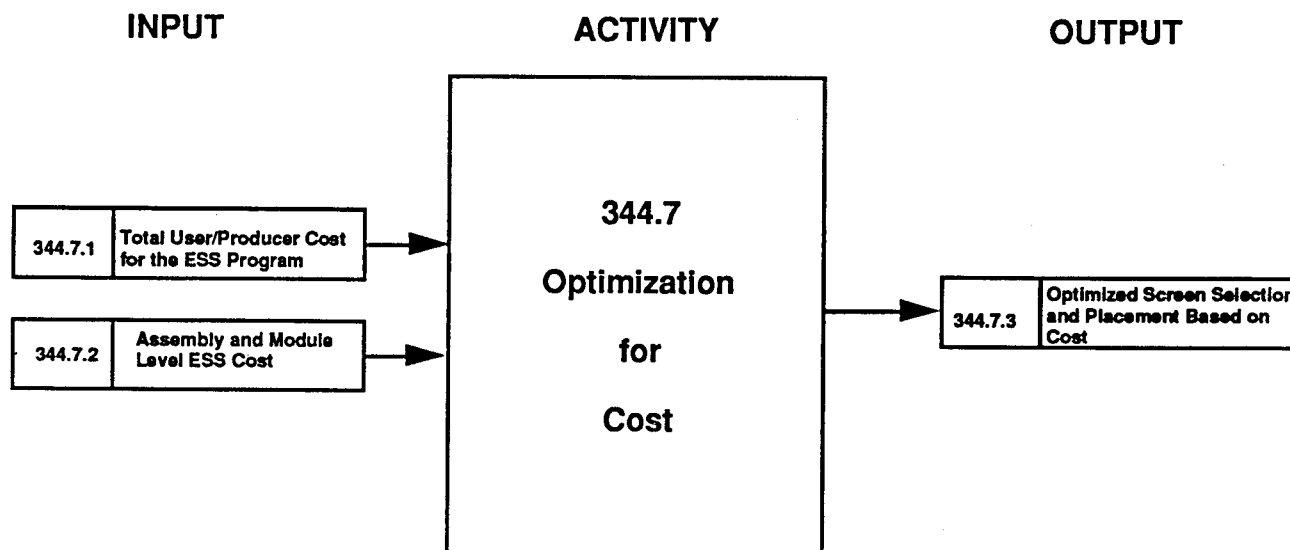 INPUT
ACTIVITY
OUTPUT
344.7.1
Total User/Producer Cost
for the ESS Program
344.7.2
Assembly and Module
Level ESS Cost
344.7
Optimization
for
Cost
344.7.3
Optimized Screen Selection
and Placement Based on
Cost